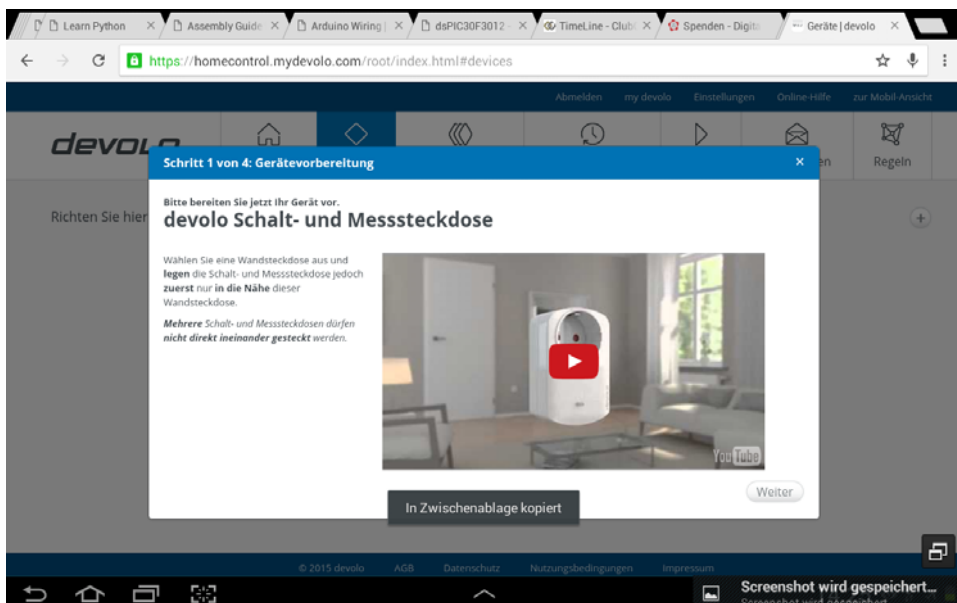 Learn Python
Assembly Guide
Arduino Wiring |
dsPIC30F3012 -
TimeLine - Club
Spenden - Digita
Geräte | devolo
https://homecontrol.mydevolo.com/root/index.html#devices
Abmelden my devolo Einstellungen Online-Hilfe zur Mobil-Ansicht
devolo
en
Regeln
Schritt 1 von 4: Gerätevorbereitung
Richten Sie hier
Bitte bereiten Sie jetzt Ihr Gerät vor.
devolo Schalt- und Messsteckdose
Wählen Sie eine Wandsteckdose aus und
legen die Schalt- und Messsteckdose jedoch
zuerst nur in die Nähe dieser
Wandsteckdose.
Mehrere Schalt- und Messsteckdosen dürfen
nicht direkt ineinander gesteckt werden.
YouTube
Weiter
In Zwischenablage kopiert
© 2015 devolo AGB Datenschutz Nutzungsbedingungen Impressum
Screenshot wird gespeichert...